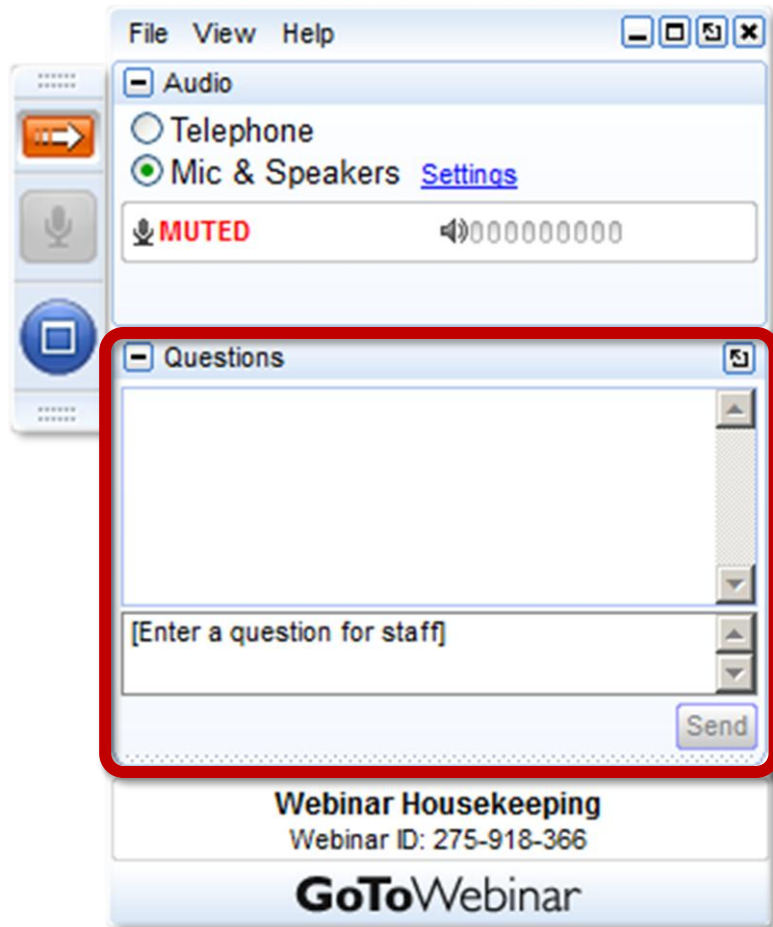 File View Help
Audio
Telephone
Mic & Speakers Settings
MUTED 000000000
Questions
[Enter a question for staff]
Send
Webinar Housekeeping
Webinar ID: 275-918-366
GoToWebinar